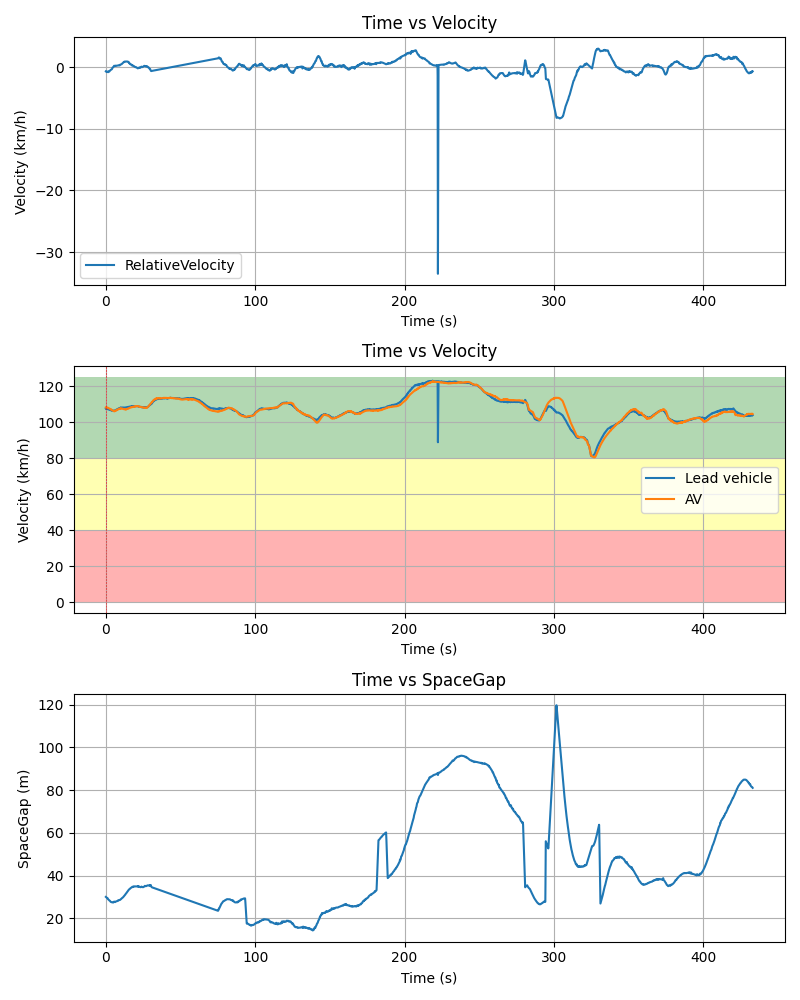 Time vs Velocity
0
−10
−20
−30
Velocity (km/h)
RelativeVelocity
0 100 200 300 400
Time (s)
Time vs Velocity
120
100
80
60
40
20
0
Velocity (km/h)
Lead vehicle
AV
0 100 200 300 400
Time (s)
Time vs SpaceGap
120
100
80
60
40
20
SpaceGap (m)
0 100 200 300 400
Time (s)